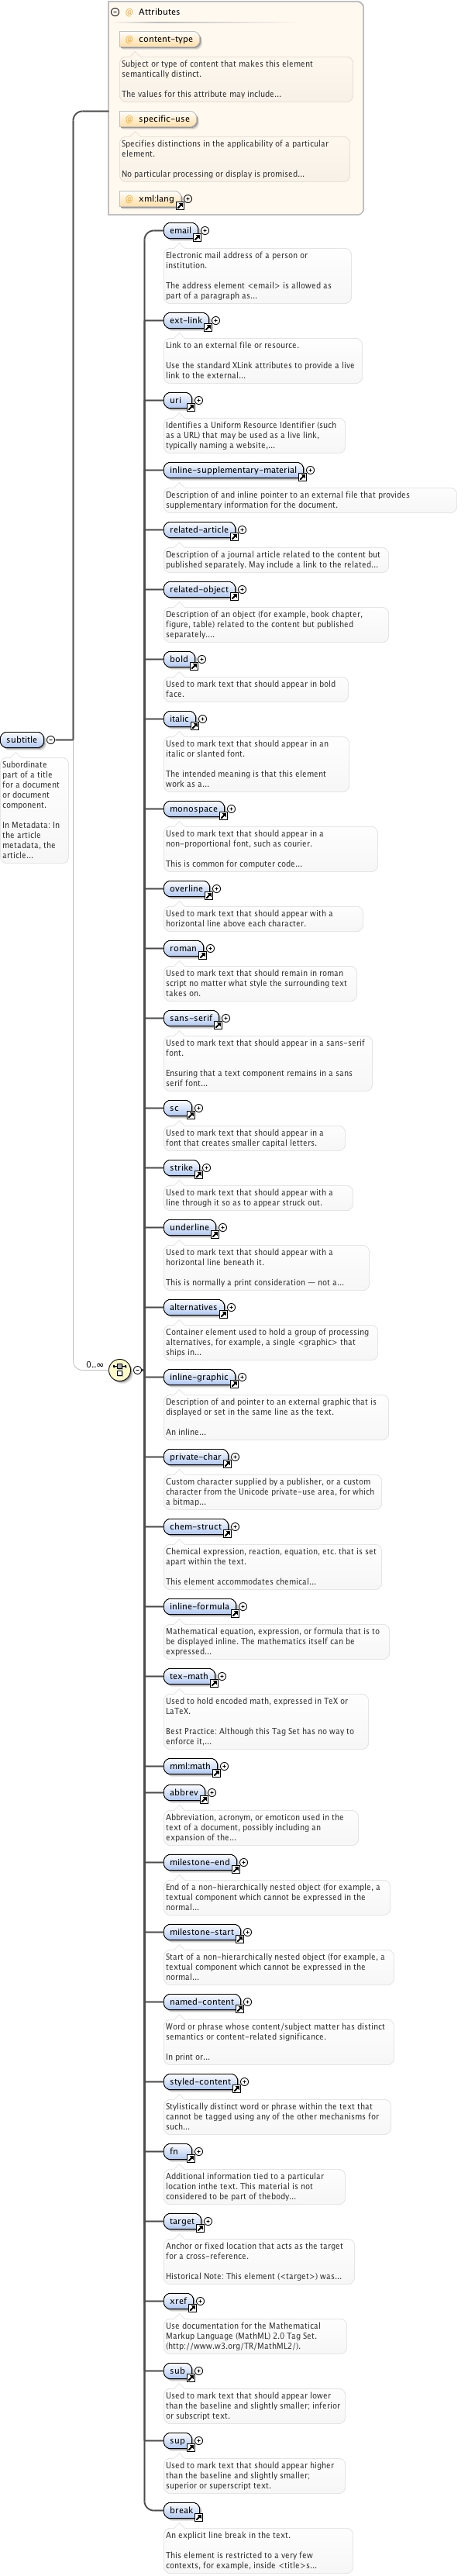 Attributes
@ content-type
Subject or type of content that makes this element
semantically distinct.
The values for this attribute may include...
@ specific-use
Specifies distinctions in the applicability of a particular
element.
No particular processing or display is promised...
@ xml:lang
email
Electronic mail address of a person or
institution.
The address element <email> is allowed as
part of a paragraph as...
ext-link
Link to an external file or resource.
Use the standard XLink attributes to provide a live
link to the external...
uri
Identifies a Uniform Resource Identifier (such
as a URL) that may be used as a live link,
typically naming a website,...
inline-supplementary-material
Description of and inline pointer to an external file that provides
supplementary information for the document.
related-article
Description of a journal article related to the content but
published separately. May include a link to the related...
related-object
Description of an object (for example, book chapter,
figure, table) related to the content but published
separately....
bold
Used to mark text that should appear in bold
face.
italic
Used to mark text that should appear in an
italic or slanted font.
The intended meaning is that this element
work as a...
subtitle
Subordinate
part of a title
for a document
or document
component.
In Metadata: In
the article
metadata, the
article...
monospace
Used to mark text that should appear in a
non-proportional font, such as courier.
This is common for computer code...
overline
Used to mark text that should appear with a
horizontal line above each character.
roman
Used to mark text that should remain in roman
script no matter what style the surrounding text
takes on.
sans-serif
Used to mark text that should appear in a sans-serif
font.
Ensuring that a text component remains in a sans
serif font...
sc
Used to mark text that should appear in a
font that creates smaller capital letters.
strike
Used to mark text that should appear with a
line through it so as to appear struck out.
underline
Used to mark text that should appear with a
horizontal line beneath it.
This is normally a print consideration — not a...
alternatives
Container element used to hold a group of processing
alternatives, for example, a single <graphic> that
ships in...
0..∞
inline-graphic
Description of and pointer to an external graphic that is
displayed or set in the same line as the text.
An inline...
private-char
Custom character supplied by a publisher, or a custom
character from the Unicode private-use area, for which
a bitmap...
chem-struct
Chemical expression, reaction, equation, etc. that is set
apart within the text.
This element accommodates chemical...
inline-formula
Mathematical equation, expression, or formula that is to
be displayed inline. The mathematics itself can be
expressed...
tex-math
Used to hold encoded math, expressed in TeX or
LaTeX.
Best Practice: Although this Tag Set has no way to
enforce it,...
mml:math
abbrev
Abbreviation, acronym, or emoticon used in the
text of a document, possibly including an
expansion of the...
milestone-end
End of a non-hierarchically nested object (for example, a
textual component which cannot be expressed in the
normal...
milestone-start
Start of a non-hierarchically nested object (for example, a
textual component which cannot be expressed in the
normal...
named-content
Word or phrase whose content/subject matter has distinct
semantics or content-related significance.
In print or...
styled-content
Stylistically distinct word or phrase within the text that
cannot be tagged using any of the other mechanisms for
such...
fn
Additional information tied to a particular
location inthe text. This material is not
considered to be part of thebody...
target
Anchor or fixed location that acts as the target
for a cross-reference.
Historical Note: This element (<target>) was...
xref
Use documentation for the Mathematical
Markup Language (MathML) 2.0 Tag Set.
(http://www.w3.org/TR/MathML2/).
sub
Used to mark text that should appear lower
than the baseline and slightly smaller; inferior
or subscript text.
sup
Used to mark text that should appear higher
than the baseline and slightly smaller;
superior or superscript text.
break
An explicit line break in the text.
This element is restricted to a very few
contexts, for example, inside <title>s...